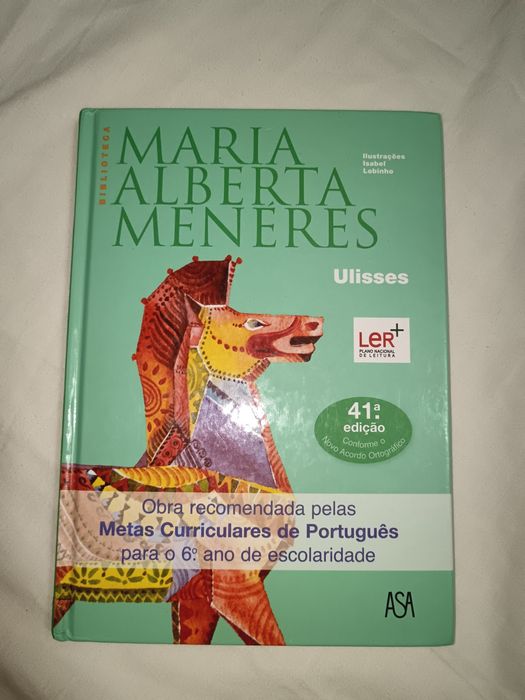 BIBLIOTECA
MARIA
ALBERTA
MENÉRES
Ilustrações
Isabel
Lobinho
Ulisses
LeR+
PLANO NACIONAL
DE LEITURA
41.ª
edição
Conforme o
Novo Acordo Ortográfico
Obra recomendada pelas
Metas Curriculares de Português
para o 6º ano de escolaridade
ASA